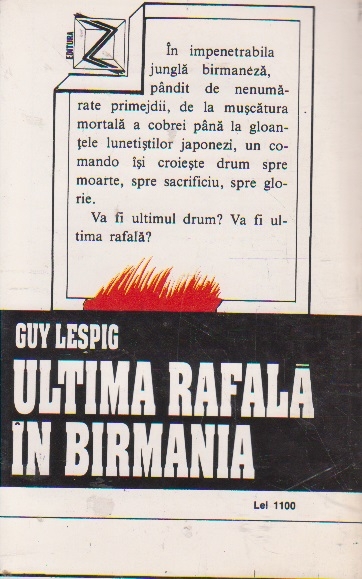 EDITURA
Z
În impenetrabila
junglă birmaneză,
pândit de nenumă-
rate primejdii, de la mușcătura
mortală a cobrei până la gloan-
țele lunetiștilor japonezi, un co-
mando își croiește drum spre
moarte, spre sacrificiu, spre glo-
rie.
Va fi ultimul drum? Va fi ul-
tima rafală?
GUY LESPIG
ULTIMA RAFALĂ
ÎN BIRMANIA
Lei 1100